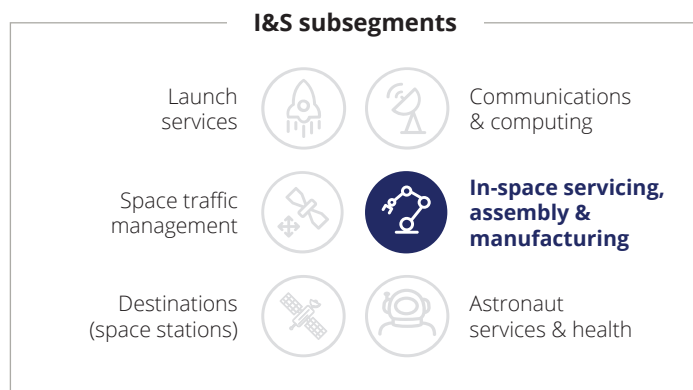 I&S subsegments
Launch
services
Communications
& computing
Space traffic
management
In-space servicing,
assembly &
manufacturing
Destinations
(space stations)
Astronaut
services & health